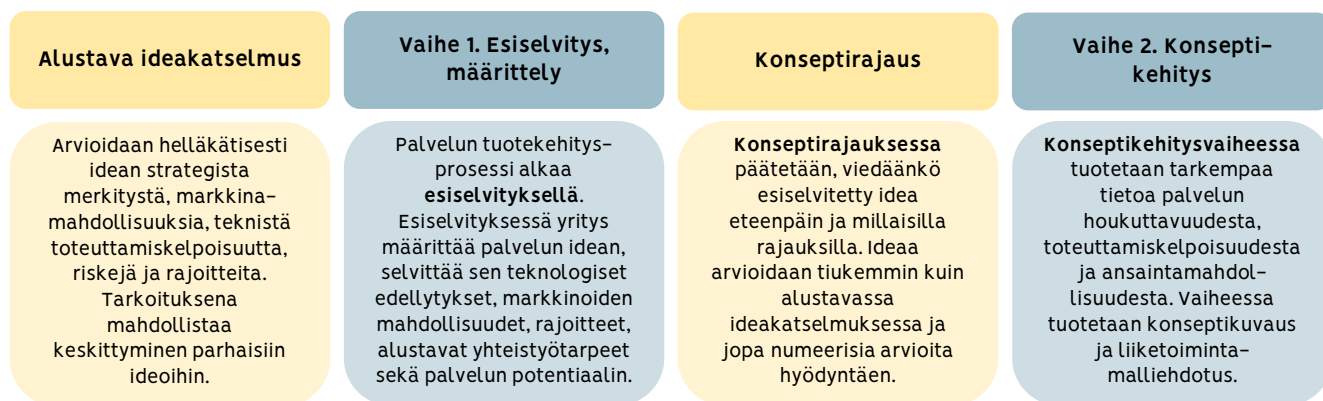 Alustava ideakatselmus
Arvioidaan helläkätisesti
idean strategista
merkitystä, markkina-
mahdollisuuksia, teknistä
toteuttamiskelpoisuutta,
riskejä ja rajoitteita.
Tarkoituksena
mahdollistaa
keskittyminen parhaisiin
ideoihin.
Vaihe 1. Esiselvitys,
määrittely
Palvelun tuotekehitys-
prosessi alkaa
esiselvityksellä.
Esiselvityksessä yritys
määrittää palvelun idean,
selvittää sen teknologiset
edellytykset, markkinoiden
mahdollisuudet, rajoitteet,
alustavat yhteistyötarpeet
sekä palvelun potentiaalin.
Konseptirajaus
Konseptirajauksessa
päätetään, viedäänkö
esiselvitetty idea
eteenpäin ja millaisilla
rajauksilla. Ideaa
arvioidaan tiukemmin kuin
alustavassa
ideakatselmuksessa ja
jopa numeerisia arvioita
hyödyntäen.
Vaihe 2. Konsepti-
kehitys
Konseptikehitysvaiheessa
tuotetaan tarkempaa
tietoa palvelun
houkuttavuudesta,
toteuttamiskelpoisuudesta
ja ansaintamahdol-
lisuudesta. Vaiheessa
tuotetaan konseptikuvaus
ja liiketoiminta-
malliehdotus.